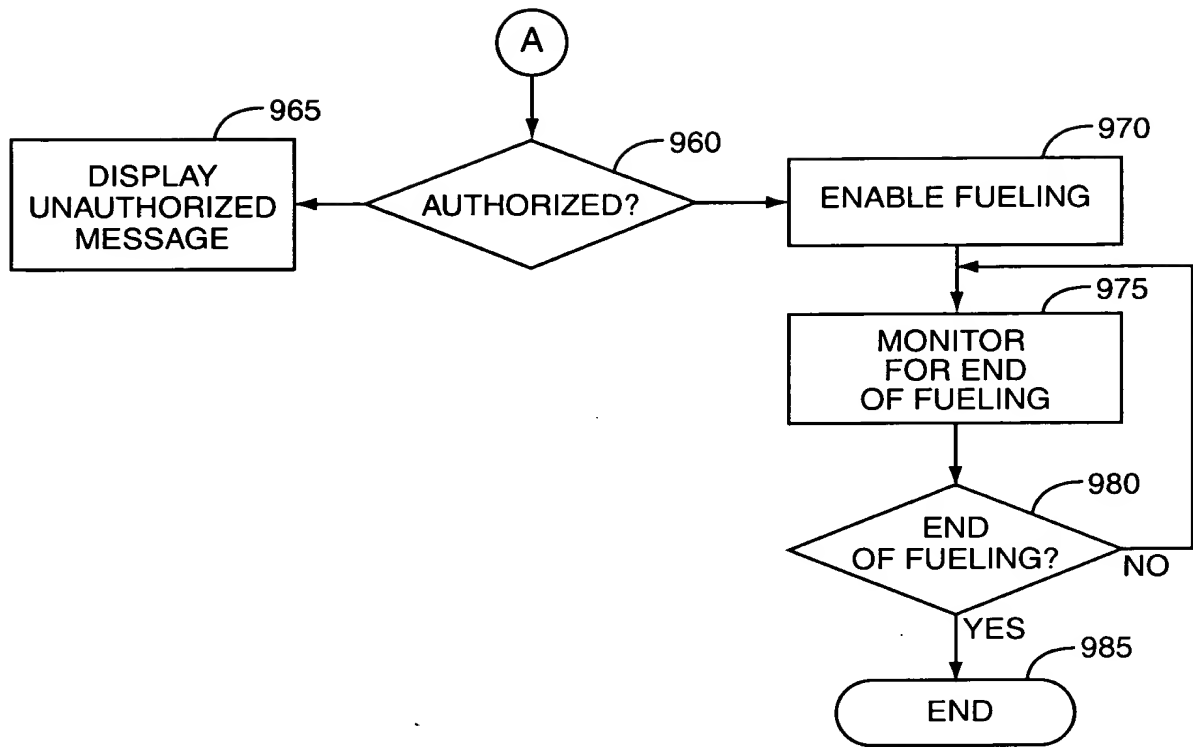 A
965
DISPLAY
UNAUTHORIZED
MESSAGE
960
AUTHORIZED?
970
ENABLE FUELING
975
MONITOR
FOR END
OF FUELING
980
END
OF FUELING?
NO
YES
985
END